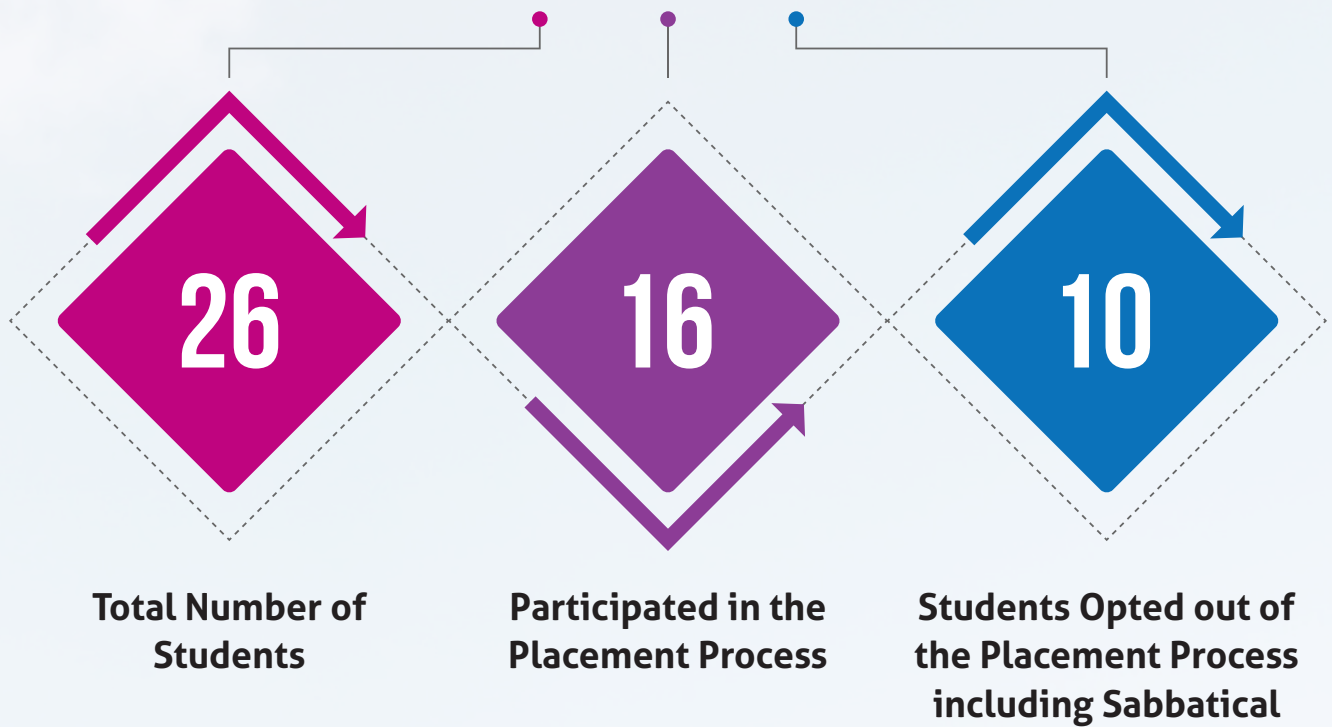 26
Total Number of
Students
16
Participated in the
Placement Process
10
Students Opted out of
the Placement Process
including Sabbatical